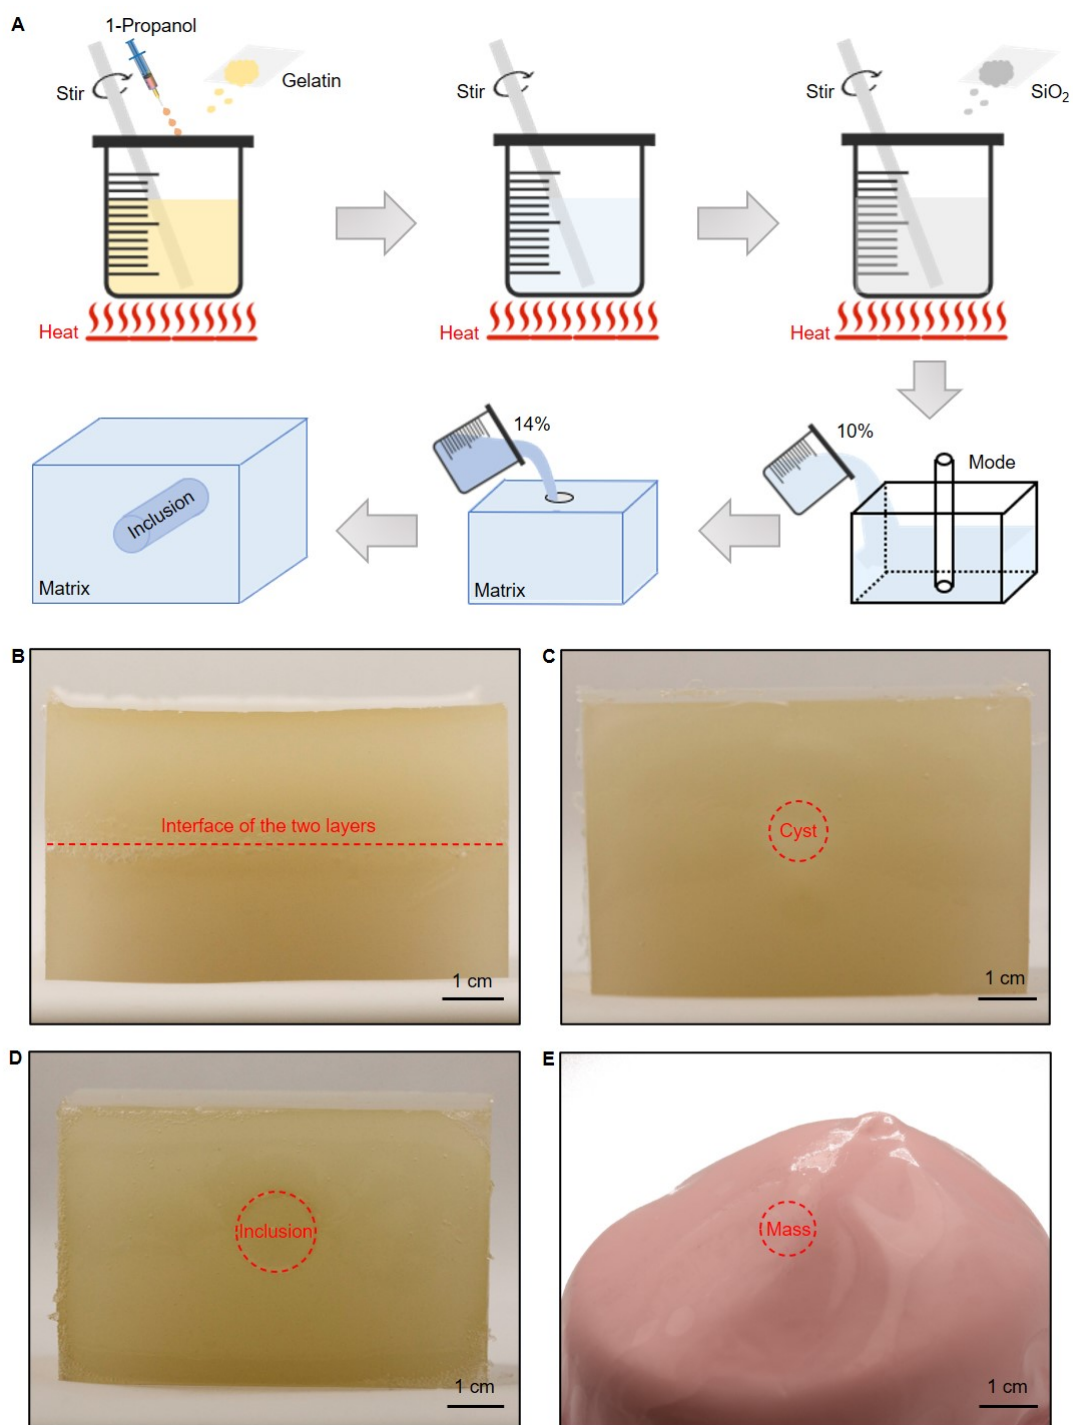 A
1-Propanol
Stir
Gelatin
Stir
Stir
SiO2
Heat
Heat
Heat
Inclusion
Matrix
14%
Matrix
10%
Mode
B
Interface of the two layers
1 cm
C
Cyst
1 cm
D
Inclusion
1 cm
E
Mass
1 cm